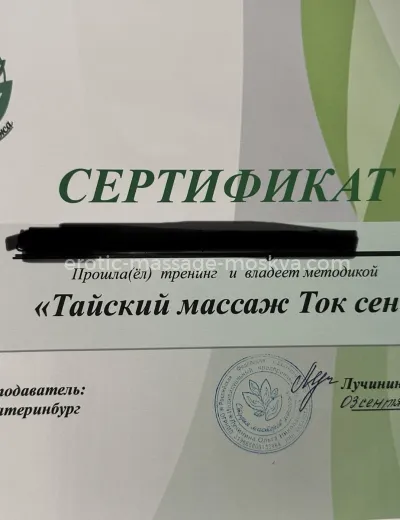 СЕРТИФИКАТ
erotic-massage-moskva.com
Прошла(ёл) тренинг и владеет методикой
«Тайский массаж Ток сен
подаватель:
Лучинин
атеринбург
03 сентя